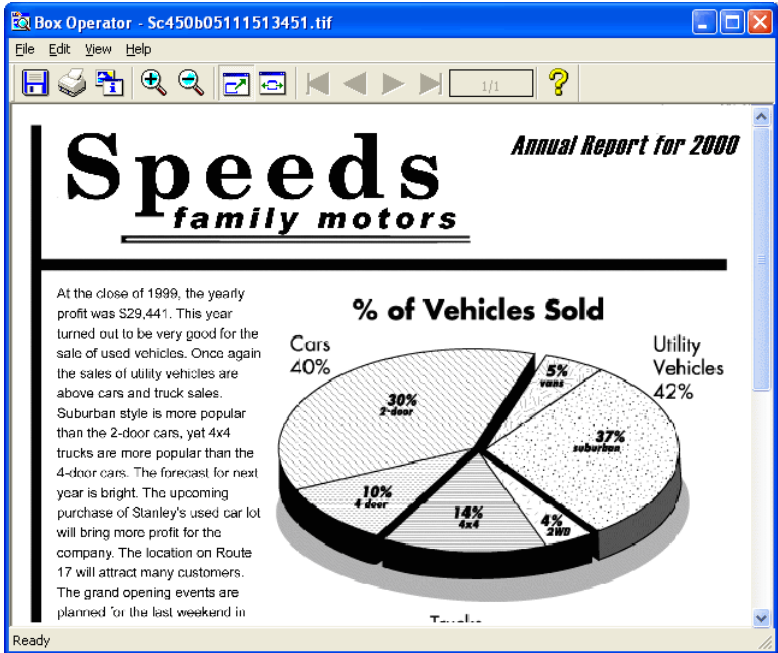 Box Operator - Sc450b05111513451.tif
File Edit View Help
1/1
Speeds
family motors
Annual Report for 2000
At the close of 1999, the yearly
profit was $29,441. This year
turned out to be very good for the
sale of used vehicles. Once again
the sales of utility vehicles are
above cars and truck sales.
Suburban style is more popular
than the 2-door cars, yet 4x4
trucks are more popular than the
4-door cars. The forecast for next
year is bright. The upcoming
purchase of Stanley's used car lot
will bring more profit for the
company. The location on Route
17 will attract many customers.
The grand opening events are
planned for the last weekend in
% of Vehicles Sold
Cars
40%
Utility
Vehicles
42%
5%
vans
30%
2-door
37%
suburban
10%
4 door
14%
4x4
4%
2WD
Trucks
Ready